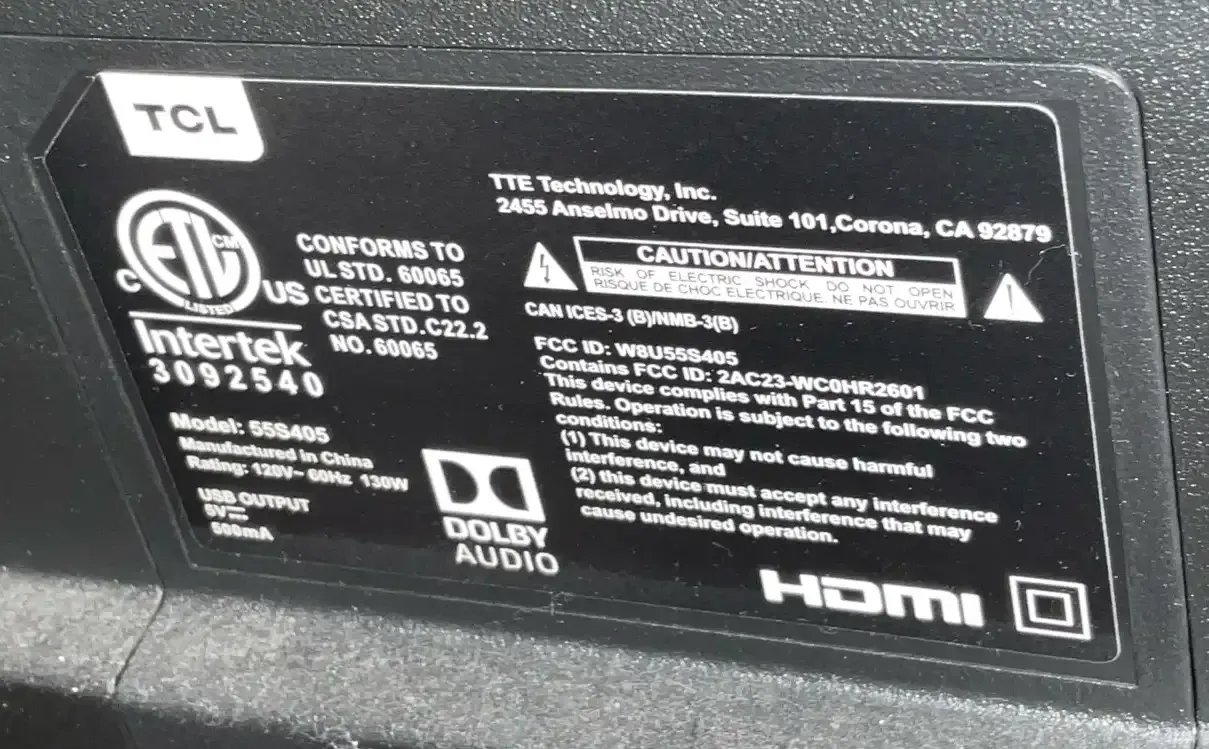 TCL
TTE Technology, Inc.
2455 Anselmo Drive, Suite 101,Corona, CA 92879
ETL CM
LISTED
C US
Intertek
3092540
CONFORMS TO
UL STD. 60065
CERTIFIED TO
CSA STD.C22.2
NO.60065
CAUTION/ATTENTION
RISK OF ELECTRIC SHOCK DO NOT OPEN
RISQUE DE CHOC ELECTRIQUE. NE PAS OUVRIR
CAN ICES-3 (B)/NMB-3(B)
FCC ID: W8U55S405
Contains FCC ID: 2AC23-WC0HR2601
This device complies with Part 15 of the FCC
Rules. Operation is subject to the following two
conditions:
(1) This device may not cause harmful
interference, and
(2) this device must accept any interference
received, including interference that may
cause undesired operation.
Model: 55S405
Manufactured in China
Rating: 120V~ 60Hz 130W
USB OUTPUT
5V⎓
500mA
DOLBY
AUDIO
HDMI